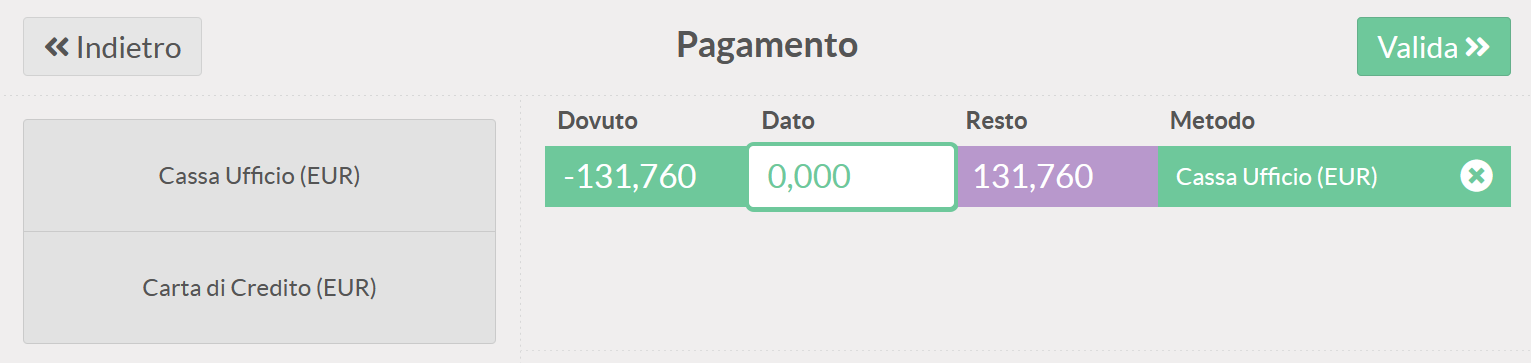 Indietro
Pagamento
Valida
Cassa Ufficio (EUR)
Carta di Credito (EUR)
Dovuto Dato Resto Metodo
-131,760 0,000 131,760 Cassa Ufficio (EUR)